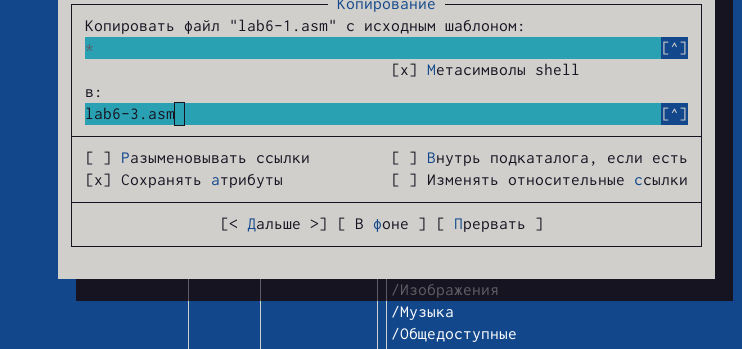 Копирование
Копировать файл "lab6-1.asm" с исходным шаблоном:
* [^]
[x] Метасимволы shell
в:
lab6-3.asm [^]
[ ] Разыменовывать ссылки [ ] Внутрь подкаталога, если есть
[x] Сохранять атрибуты [ ] Изменять относительные ссылки
[< Дальше >] [ В фоне ] [ Прервать ]
/Изображения
/Музыка
/Общедоступные